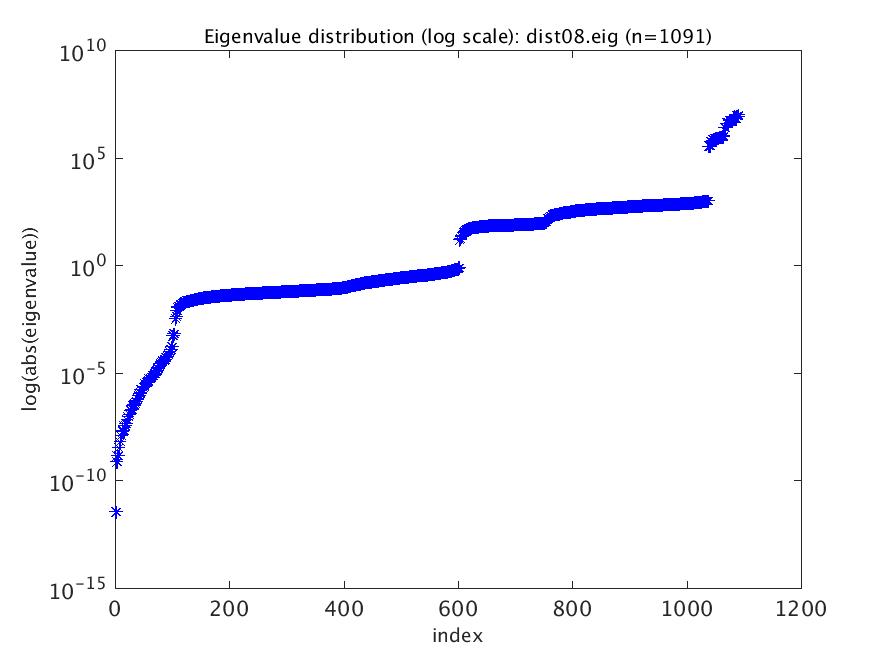 Eigenvalue distribution (log scale): dist08.eig (n=1091)
10^10
10^5
10^0
10^-5
10^-10
10^-15
log(abs(eigenvalue))
0 200 400 600 800 1000 1200
index